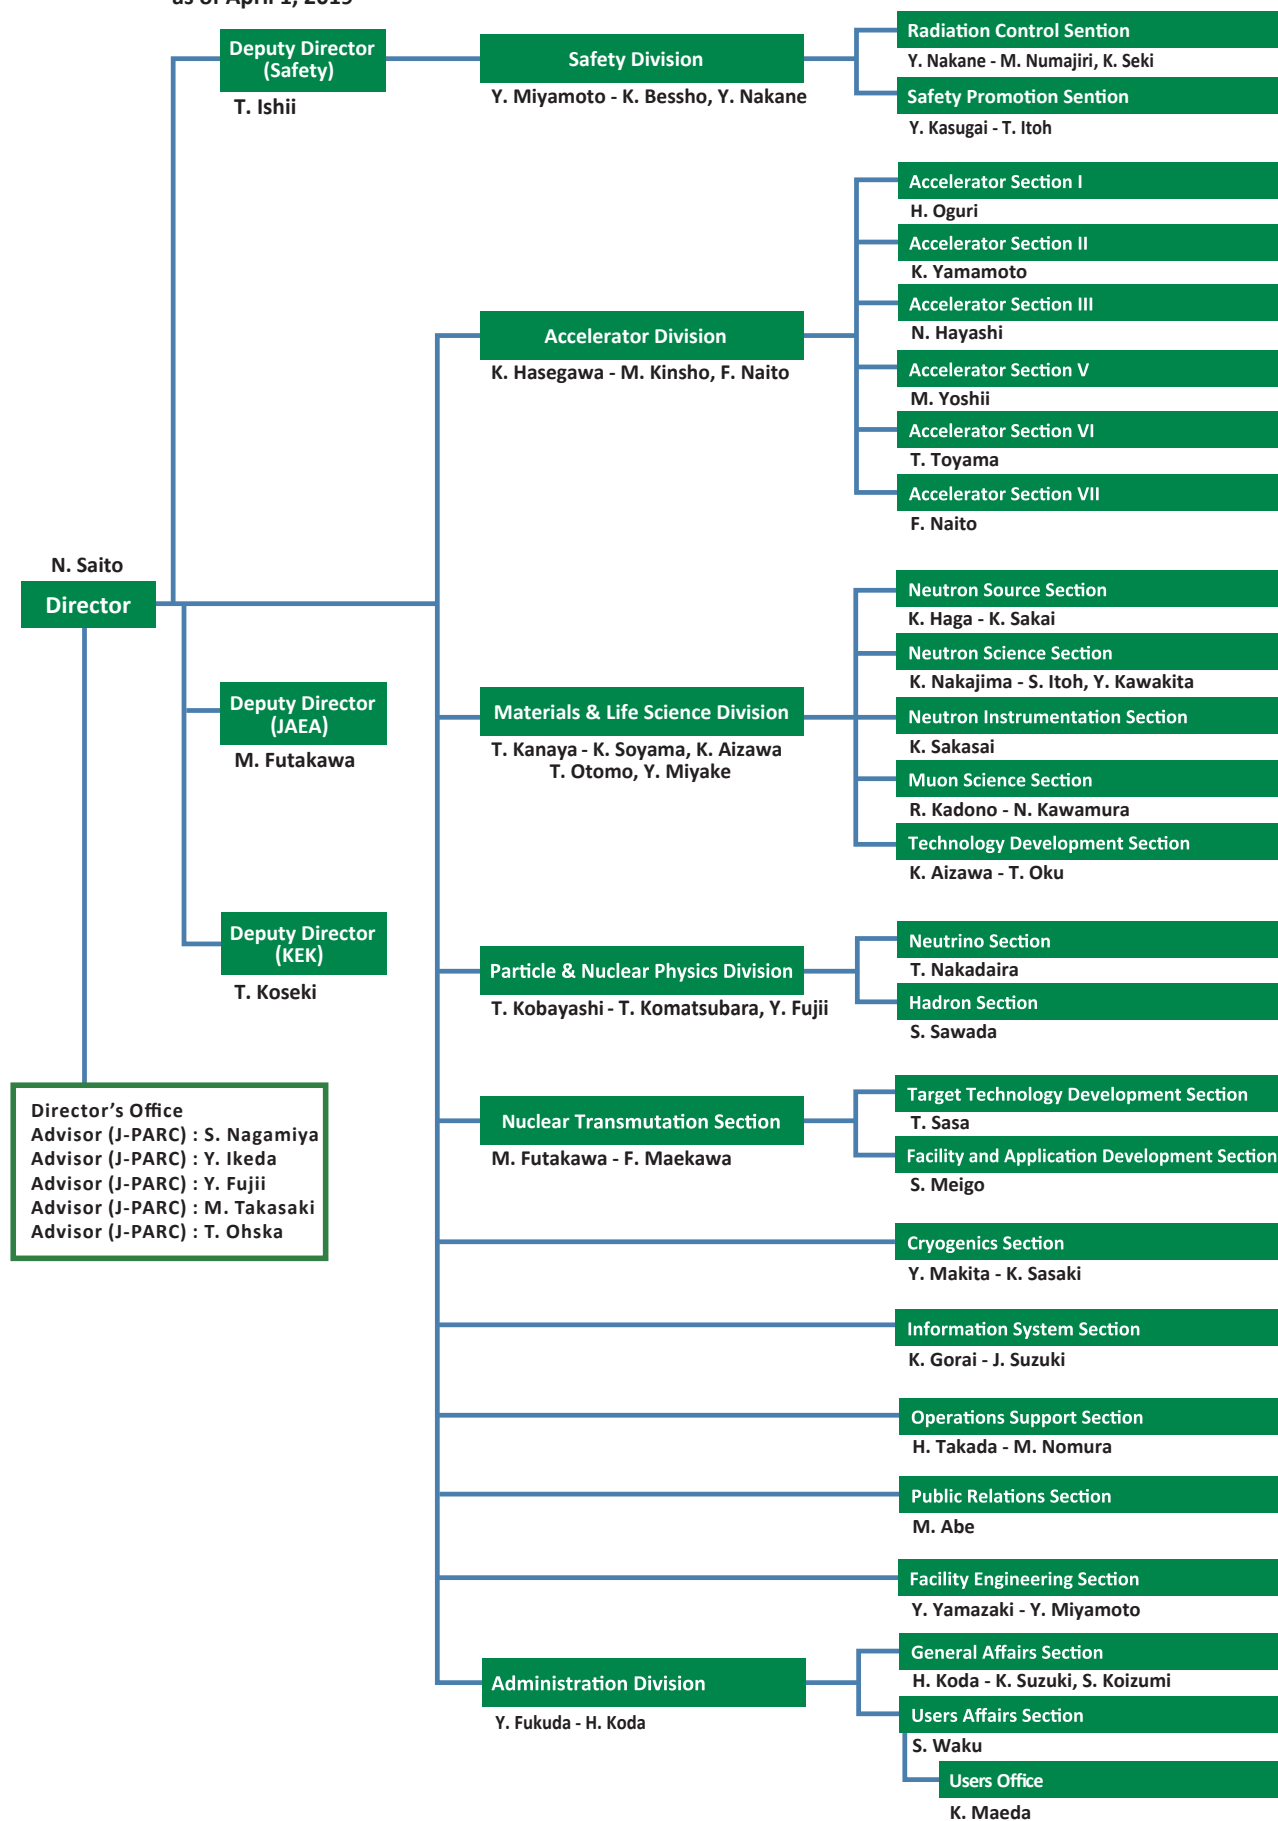 as of April 1, 2019
Deputy Director
(Safety)
T. Ishii
Safety Division
Y. Miyamoto - K. Bessho, Y. Nakane
Radiation Control Sention
Y. Nakane - M. Numajiri, K. Seki
Safety Promotion Sention
Y. Kasugai - T. Itoh
Accelerator Section I
H. Oguri
Accelerator Section II
K. Yamamoto
Accelerator Section III
N. Hayashi
Accelerator Division
K. Hasegawa - M. Kinsho, F. Naito
Accelerator Section V
M. Yoshii
Accelerator Section VI
T. Toyama
Accelerator Section VII
F. Naito
N. Saito
Director
Deputy Director
(JAEA)
M. Futakawa
Materials & Life Science Division
T. Kanaya - K. Soyama, K. Aizawa
T. Otomo, Y. Miyake
Neutron Source Section
K. Haga - K. Sakai
Neutron Science Section
K. Nakajima - S. Itoh, Y. Kawakita
Neutron Instrumentation Section
K. Sakasai
Muon Science Section
R. Kadono - N. Kawamura
Technology Development Section
K. Aizawa - T. Oku
Deputy Director
(KEK)
T. Koseki
Particle & Nuclear Physics Division
T. Kobayashi - T. Komatsubara, Y. Fujii
Neutrino Section
T. Nakadaira
Hadron Section
S. Sawada
Director's Office
Advisor (J-PARC) : S. Nagamiya
Advisor (J-PARC) : Y. Ikeda
Advisor (J-PARC) : Y. Fujii
Advisor (J-PARC) : M. Takasaki
Advisor (J-PARC) : T. Ohska
Nuclear Transmutation Section
M. Futakawa - F. Maekawa
Target Technology Development Section
T. Sasa
Facility and Application Development Section
S. Meigo
Cryogenics Section
Y. Makita - K. Sasaki
Information System Section
K. Gorai - J. Suzuki
Operations Support Section
H. Takada - M. Nomura
Public Relations Section
M. Abe
Facility Engineering Section
Y. Yamazaki - Y. Miyamoto
Administration Division
Y. Fukuda - H. Koda
General Affairs Section
H. Koda - K. Suzuki, S. Koizumi
Users Affairs Section
S. Waku
Users Office
K. Maeda